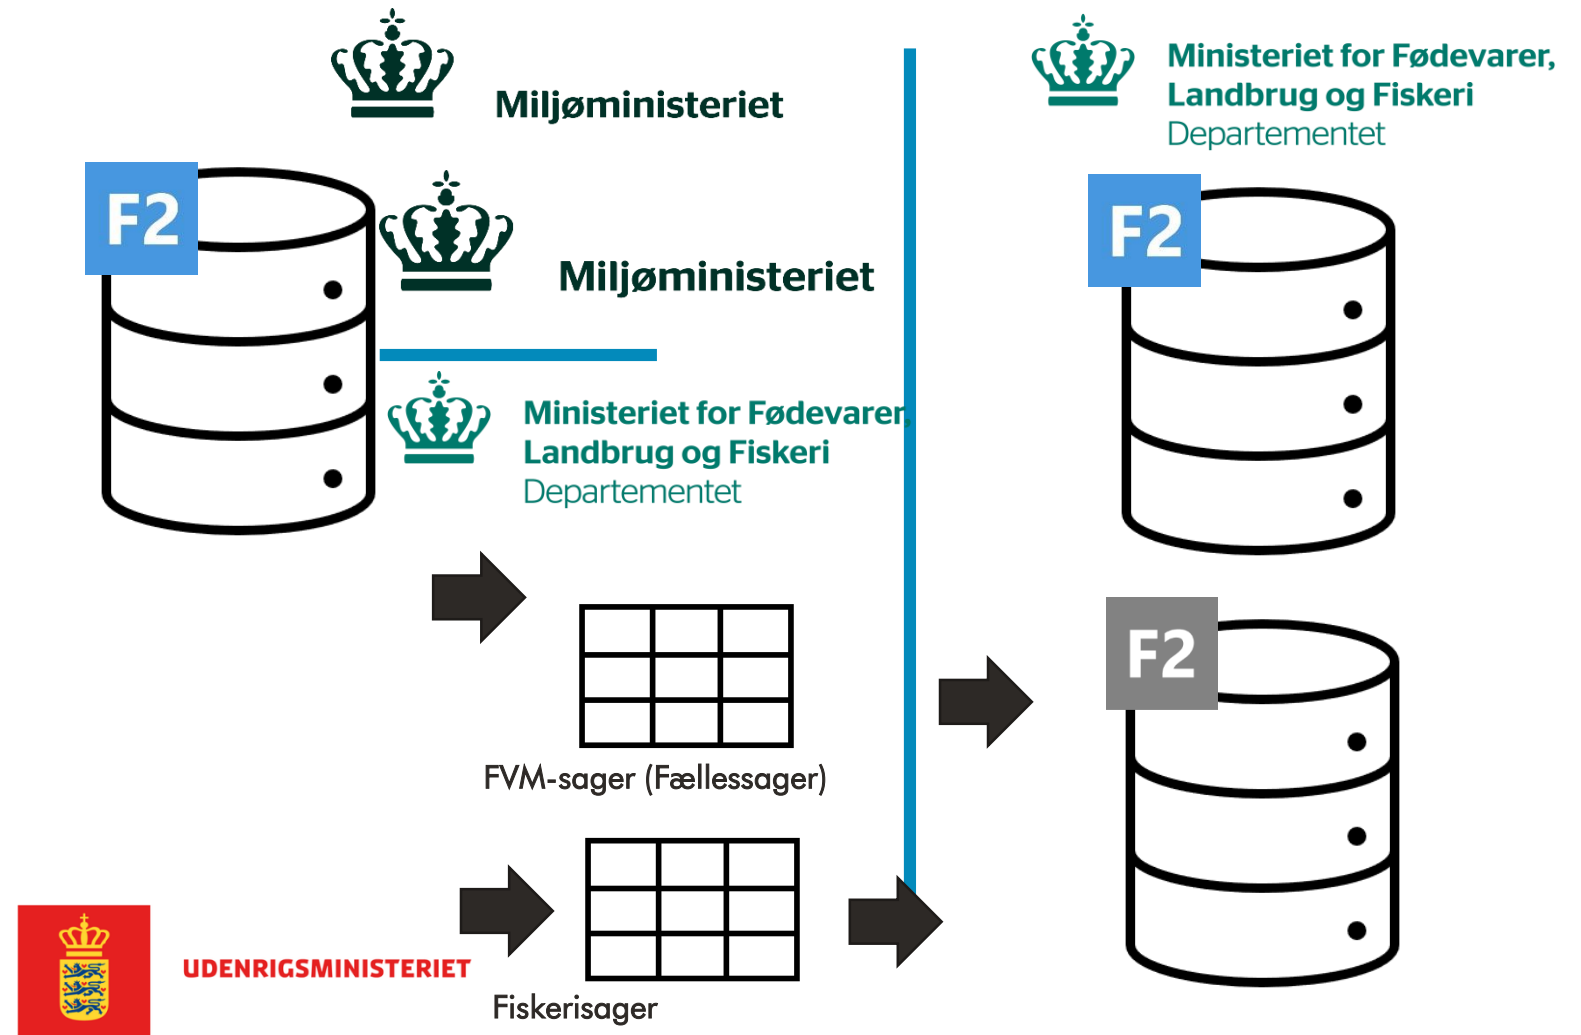 Miljøministeriet
F2
Miljøministeriet
Ministeriet for Fødevarer,
Landbrug og Fiskeri
Departementet
FVM-sager (Fællessager)
UDENRIGSMINISTERIET
Fiskerisager
Ministeriet for Fødevarer,
Landbrug og Fiskeri
Departementet
F2
F2